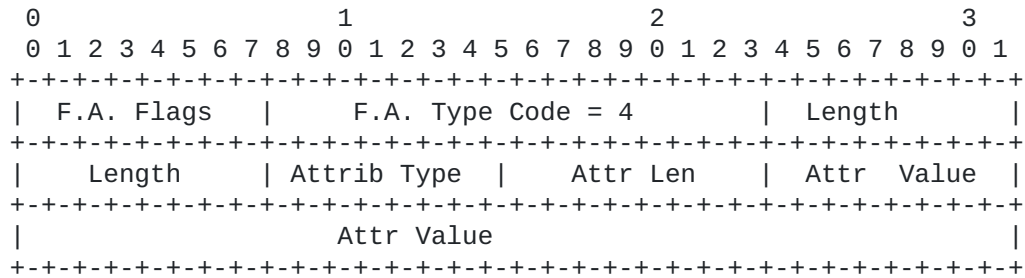 0                   1                   2                   3
 0 1 2 3 4 5 6 7 8 9 0 1 2 3 4 5 6 7 8 9 0 1 2 3 4 5 6 7 8 9 0 1
+-+-+-+-+-+-+-+-+-+-+-+-+-+-+-+-+-+-+-+-+-+-+-+-+-+-+-+-+-+-+-+-+
|  F.A. Flags   |     F.A. Type Code = 4        |  Length       |
+-+-+-+-+-+-+-+-+-+-+-+-+-+-+-+-+-+-+-+-+-+-+-+-+-+-+-+-+-+-+-+-+
|    Length     | Attrib Type  |    Attr Len    |  Attr  Value  |
+-+-+-+-+-+-+-+-+-+-+-+-+-+-+-+-+-+-+-+-+-+-+-+-+-+-+-+-+-+-+-+-+
|                    Attr Value                                 |
+-+-+-+-+-+-+-+-+-+-+-+-+-+-+-+-+-+-+-+-+-+-+-+-+-+-+-+-+-+-+-+-+